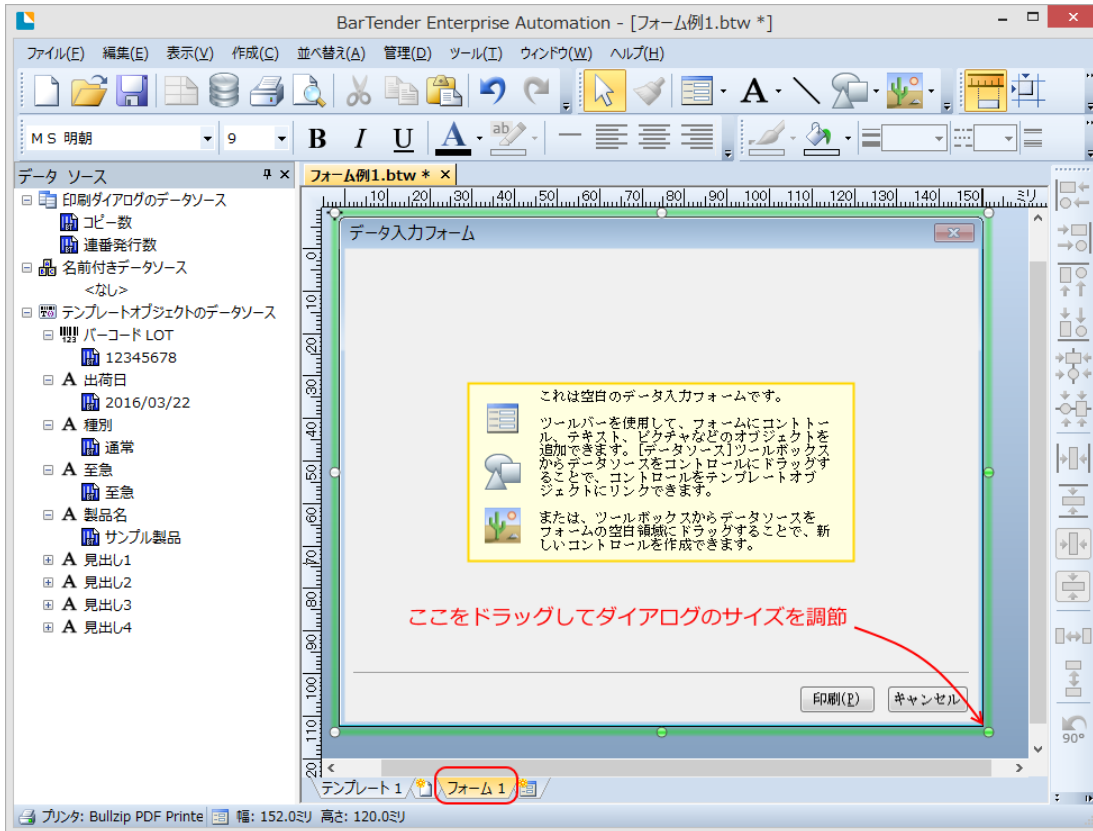 BarTender Enterprise Automation - [フォーム例1.btw *]
ファイル(F) 編集(E) 表示(V) 作成(C) 並べ替え(A) 管理(D) ツール(T) ウィンドウ(W) ヘルプ(H)
MS 明朝 9 B I U A ab
データ ソース
フォーム例1.btw * ×
印刷ダイアログのデータソース
コピー数
連番発行数
名前付きデータソース
<なし>
テンプレートオブジェクトのデータソース
バーコード LOT
12345678
A 出荷日
2016/03/22
A 種別
通常
A 至急
至急
A 製品名
サンプル製品
A 見出し1
A 見出し2
A 見出し3
A 見出し4
10 20 30 40 50 60 70 80 90 100 110 120 130 140 150 ミリ
0
10
20
30
40
50
60
70
80
90
100
110
20
データ入力フォーム
これは空白のデータ入力フォームです。
ツールバーを使用して、フォームにコントロー
ル、テキスト、ピクチャなどのオブジェクトを
追加できます。[データソース]ツールボックス
からデータソースをコントロールにドラッグす
ることで、コントロールをテンプレートオブ
ジェクトにリンクできます。
または、ツールボックスからデータソースを
フォームの空白領域にドラッグすることで、新
しいコントロールを作成できます。
ここをドラッグしてダイアログのサイズを調節
印刷(P) キャンセル
90°
テンプレート 1 フォーム 1
プリンタ: Bullzip PDF Printe 幅: 152.0ミリ 高さ: 120.0ミリ